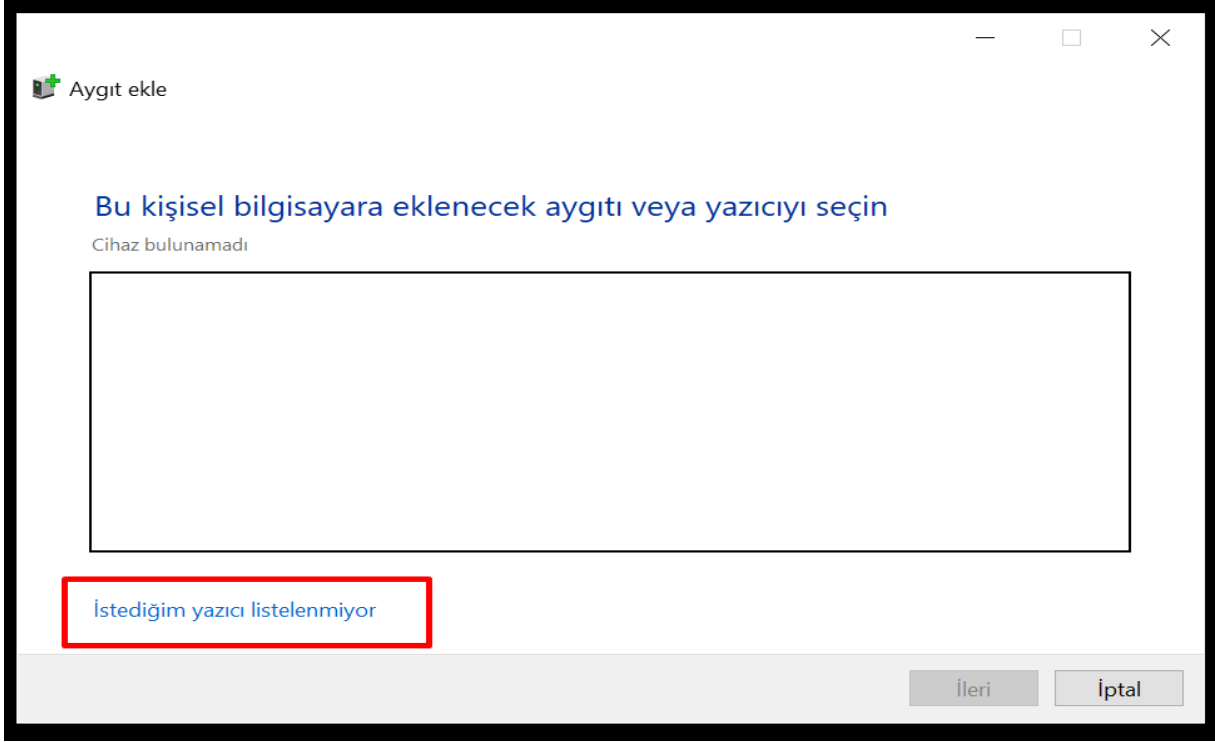 Aygıt ekle
Bu kişisel bilgisayara eklenecek aygıtı veya yazıcıyı seçin
Cihaz bulunamadı
İstediğim yazıcı listelenmiyor
İleri
İptal